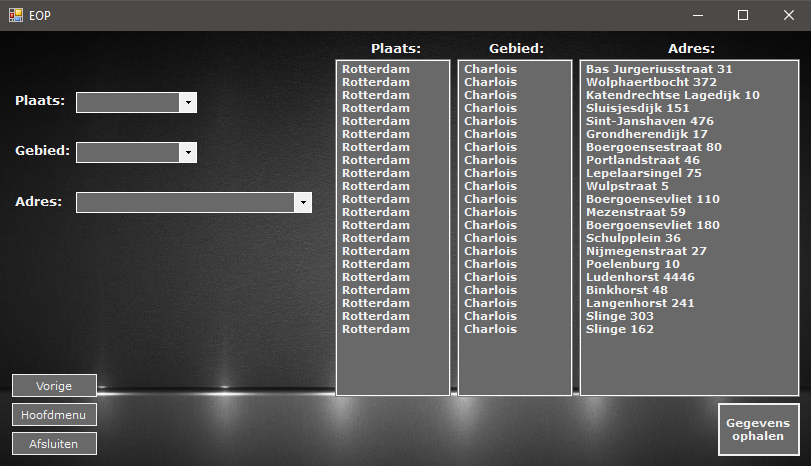 EOP
Plaats: Gebied: Adres:
Plaats:
Gebied:
Adres:
Rotterdam Charlois Bas Jurgeriusstraat 31
Rotterdam Charlois Wolphaertbocht 372
Rotterdam Charlois Katendrechtse Lagedijk 10
Rotterdam Charlois Sluisjesdijk 151
Rotterdam Charlois Sint-Janshaven 476
Rotterdam Charlois Grondherendijk 17
Rotterdam Charlois Boergoensestraat 80
Rotterdam Charlois Portlandstraat 46
Rotterdam Charlois Lepelaarsingel 75
Rotterdam Charlois Wulpstraat 5
Rotterdam Charlois Boergoensevliet 110
Rotterdam Charlois Mezenstraat 59
Rotterdam Charlois Boergoensevliet 180
Rotterdam Charlois Schulpplein 36
Rotterdam Charlois Nijmegenstraat 27
Rotterdam Charlois Poelenburg 10
Rotterdam Charlois Ludenhorst 4446
Rotterdam Charlois Binkhorst 48
Rotterdam Charlois Langenhorst 241
Rotterdam Charlois Slinge 303
Rotterdam Charlois Slinge 162
Vorige
Hoofdmenu
Afsluiten
Gegevens
ophalen